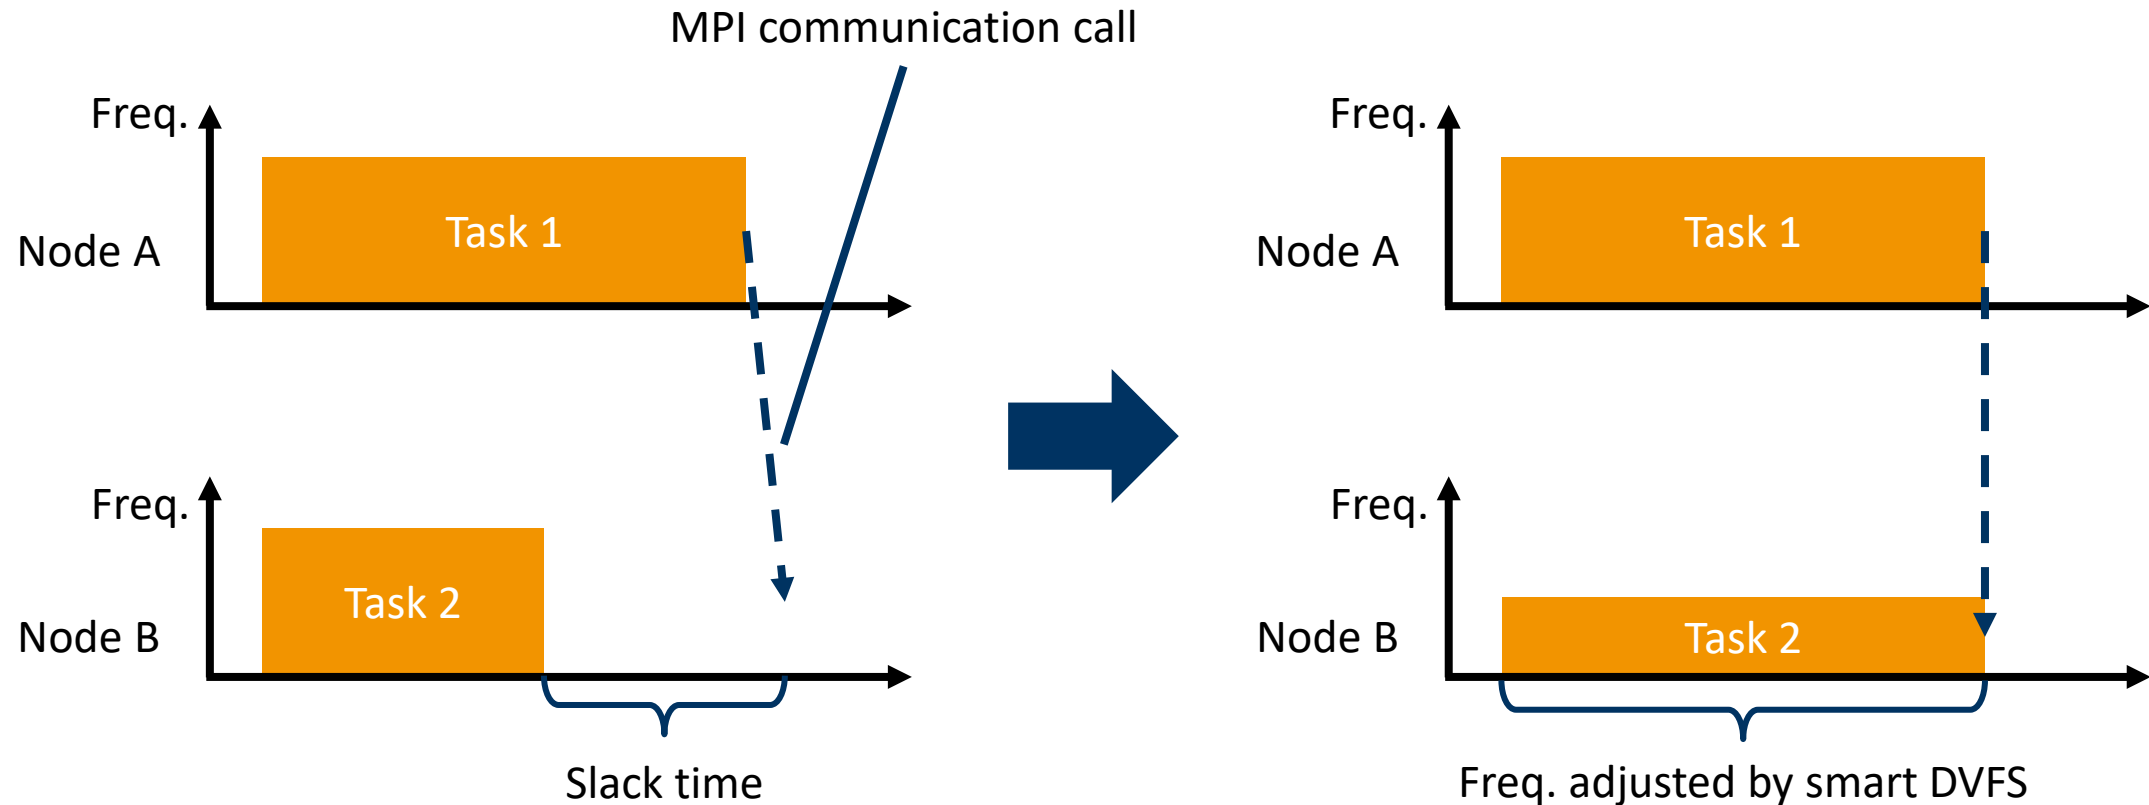 MPI communication call
Freq.
Node A
Task 1
Freq.
Node B
Task 2
Slack time
Freq.
Node A
Task 1
Freq.
Node B
Task 2
Freq. adjusted by smart DVFS